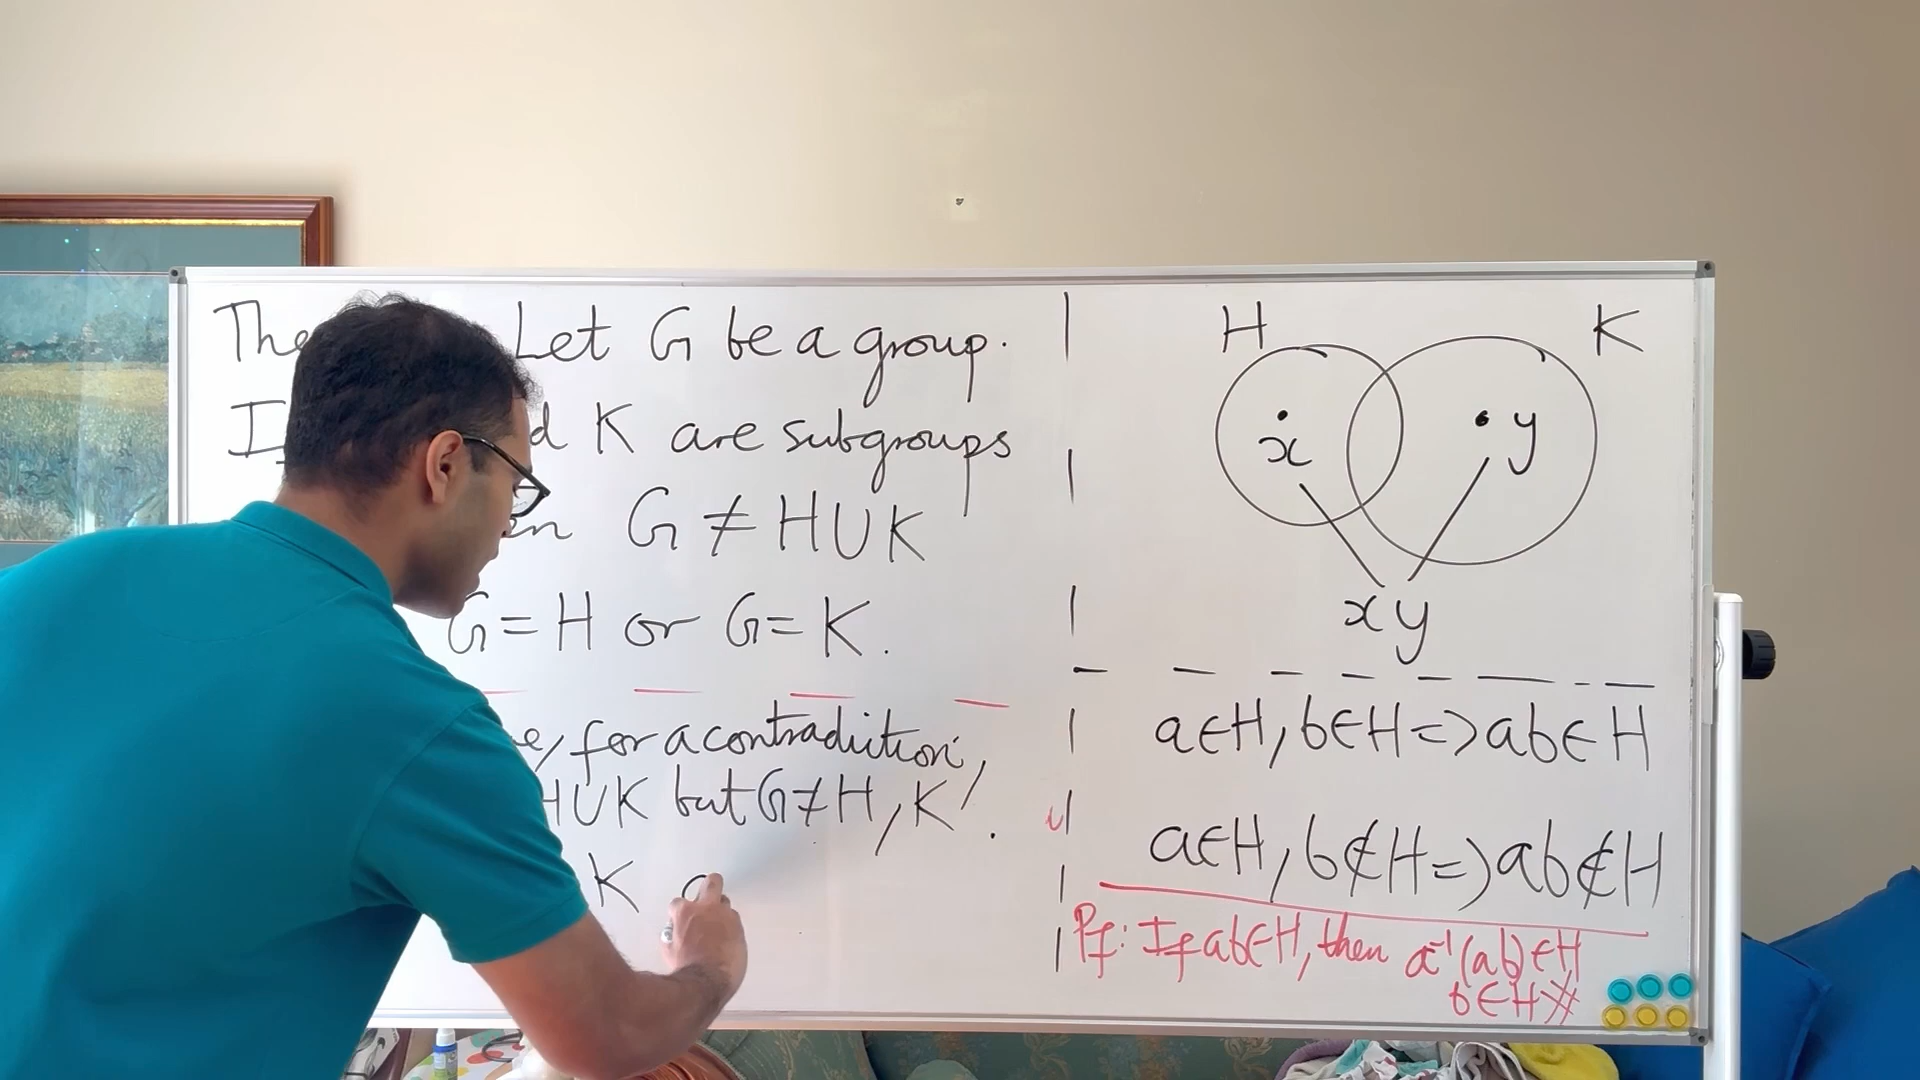 The Let G be a group.
I d K are subgroups
en G ≠ H∪K
G=H or G=K.
e, for a contradiction,
H∪K but G≠H, K.
K
H K
x y
xy
a∈H, b∈H => ab∈H
a∈H, b∉H => ab∉H
Pf: If ab∈H, then a⁻¹(ab)∈H
b∈H